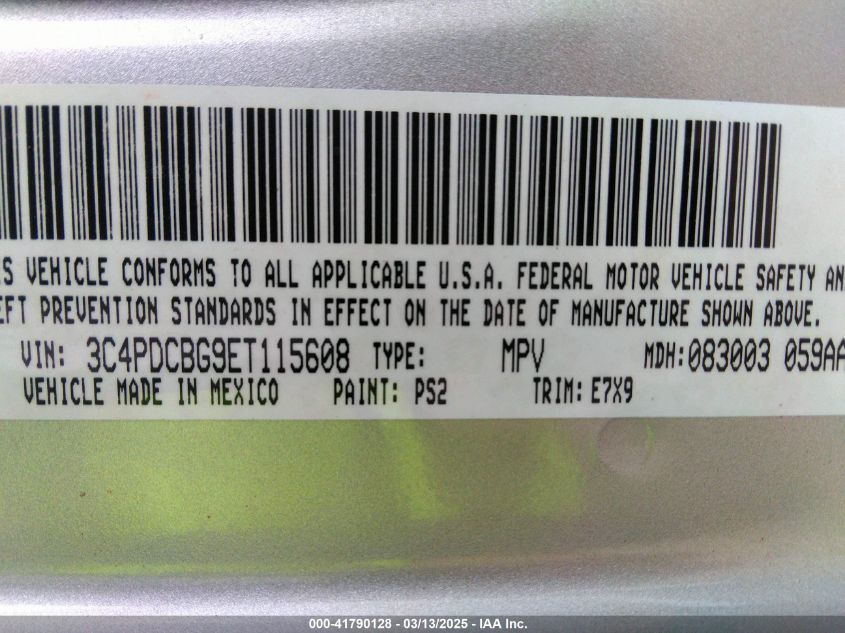 VEHICLE CONFORMS TO ALL APPLICABLE U.S.A. FEDERAL MOTOR VEHICLE SAFETY
PREVENTION STANDARDS IN EFFECT ON THE DATE OF MANUFACTURE SHOWN ABOVE.
VIN: 3C4PDCBG9ET115608 TYPE: MPV MDH:083003 059AA
VEHICLE MADE IN MEXICO PAINT: PS2 TRIM: E7X9
000-41790128 - 03/13/2025 - IAA Inc.